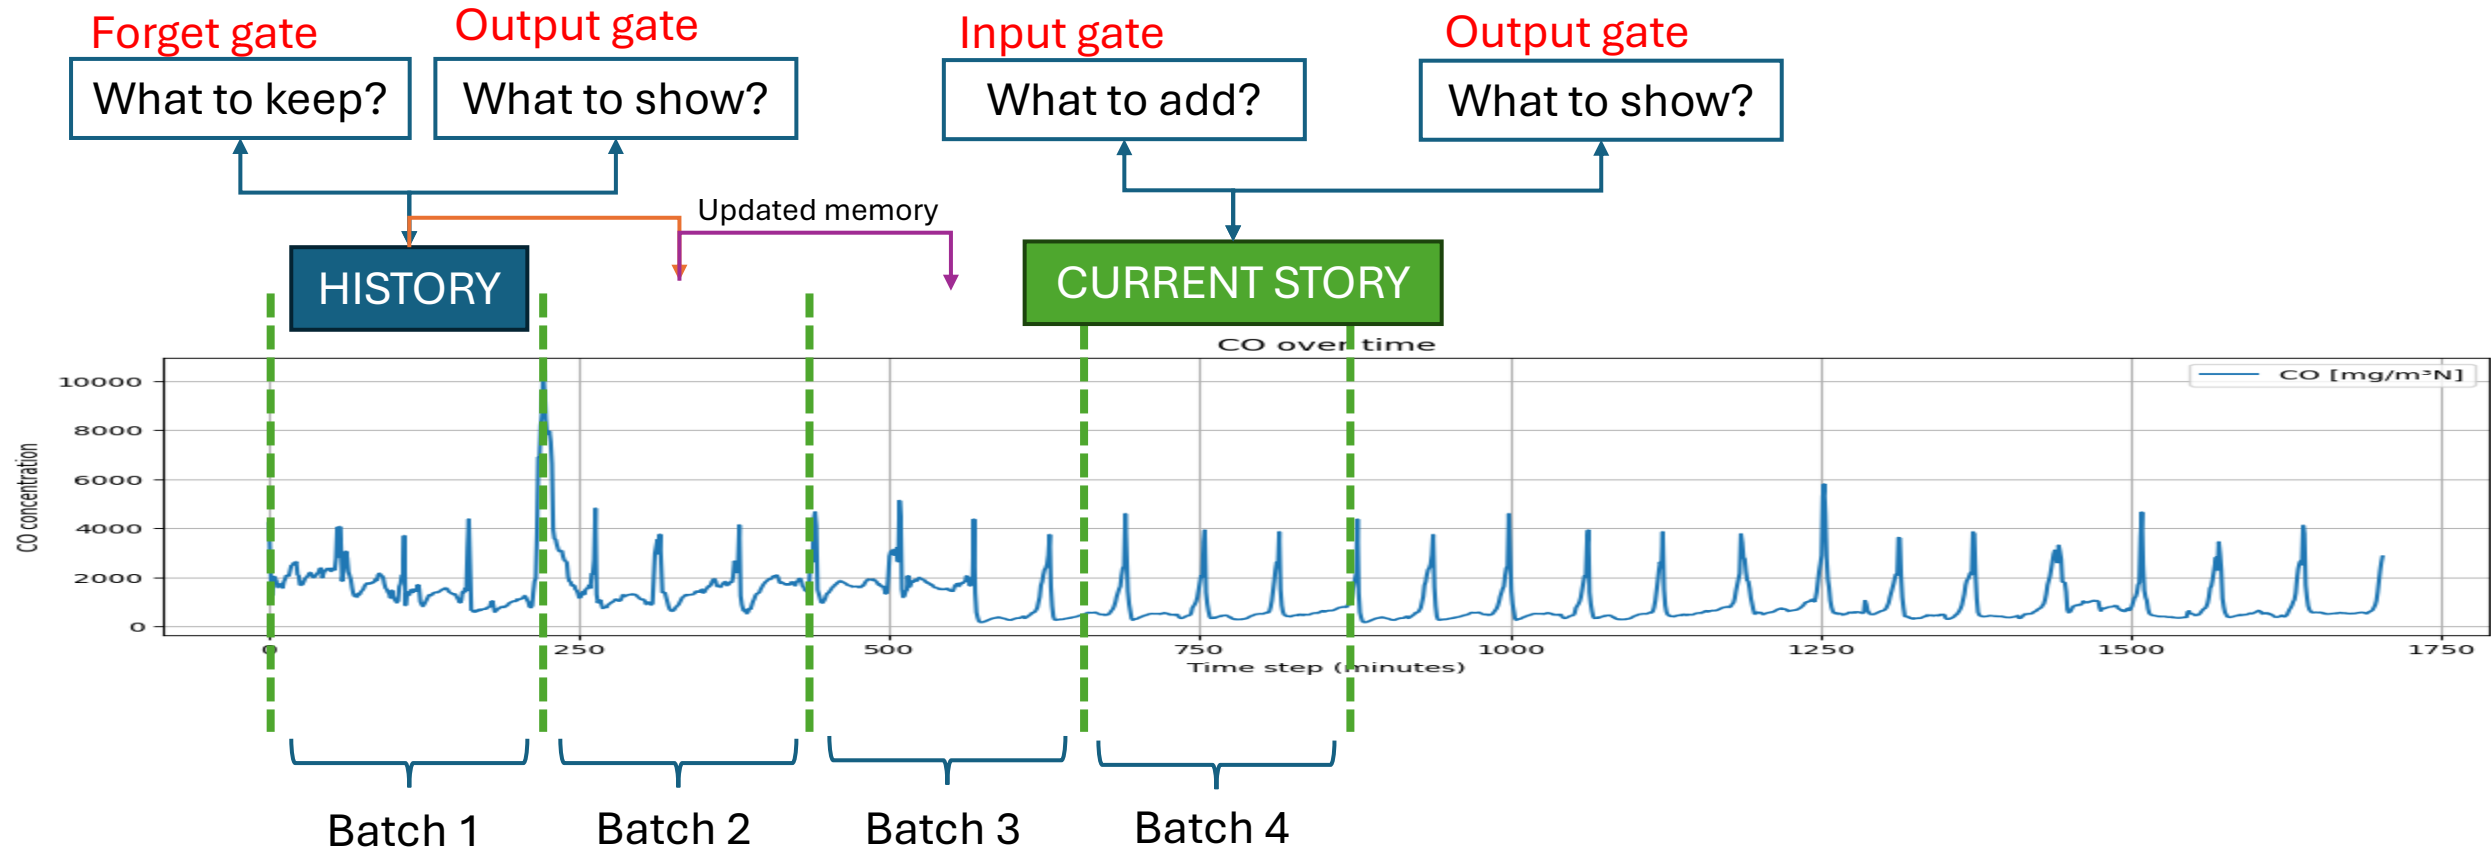 Forget gate
Output gate
Input gate
Output gate
What to keep?
What to show?
What to add?
What to show?
Updated memory
HISTORY
CURRENT STORY
CO over time
CO [mg/m³N]
10000
8000
6000
4000
2000
0
CO concentration
0
250
500
750
1000
1250
1500
1750
Time step (minutes)
Batch 1
Batch 2
Batch 3
Batch 4